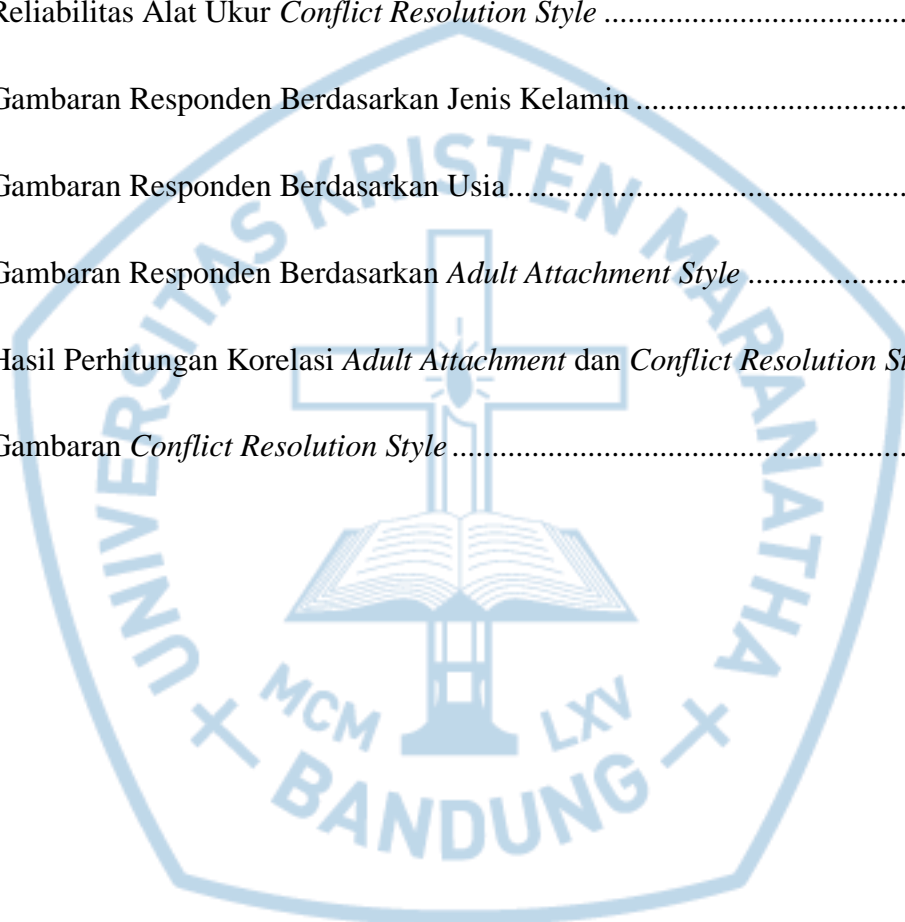 Reliabilitas Alat Ukur Conflict Resolution Style ........................................
Gambaran Responden Berdasarkan Jenis Kelamin ...................................
Gambaran Responden Berdasarkan Usia...................................................
Gambaran Responden Berdasarkan Adult Attachment Style ....................
Hasil Perhitungan Korelasi Adult Attachment dan Conflict Resolution St
Gambaran Conflict Resolution Style ..........................................................
UNIVERSITAS KRISTEN MARANATHA
MCM LXV
BANDUNG